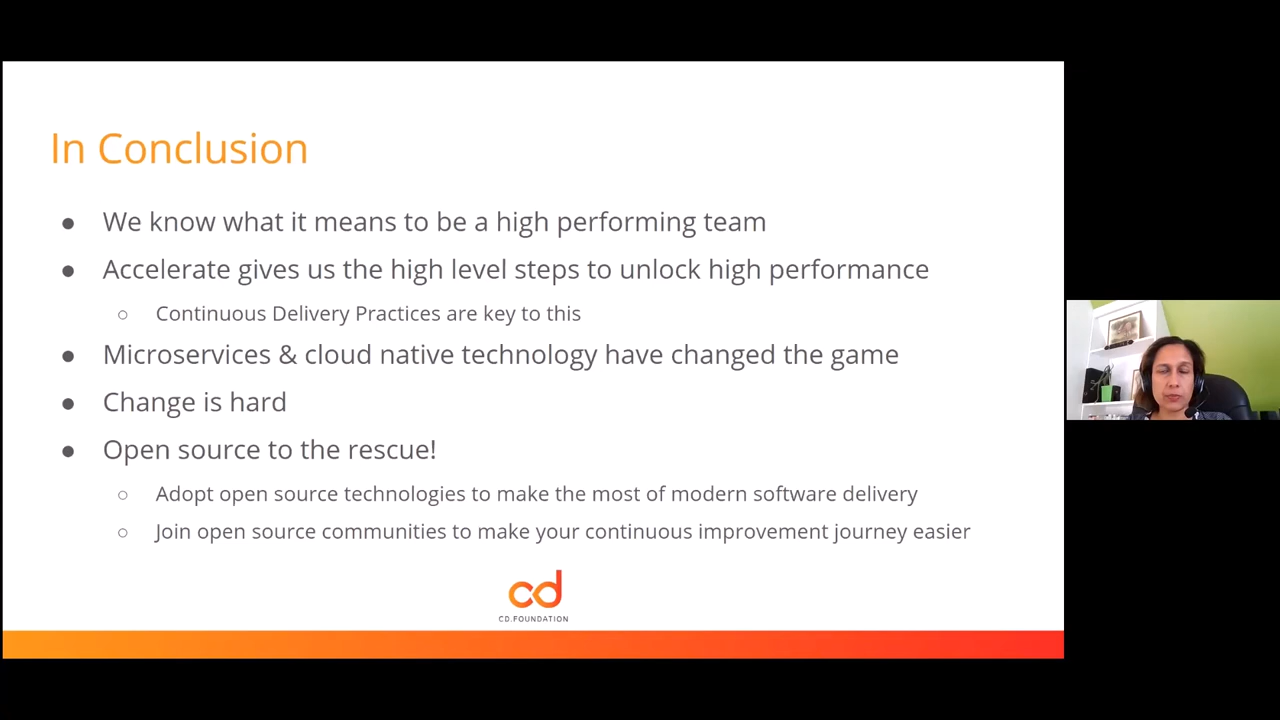 In Conclusion
● We know what it means to be a high performing team
● Accelerate gives us the high level steps to unlock high performance
○ Continuous Delivery Practices are key to this
● Microservices & cloud native technology have changed the game
● Change is hard
● Open source to the rescue!
○ Adopt open source technologies to make the most of modern software delivery
○ Join open source communities to make your continuous improvement journey easier
cd
CD.FOUNDATION